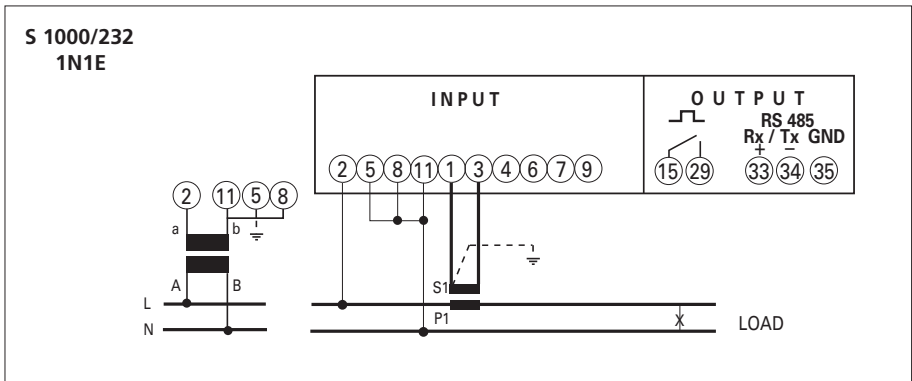 S 1000/232
1N1E
INPUT
OUTPUT
RS 485
Rx / Tx GND
+ −
2 5 8 11 1 3 4 6 7 9
15 29 33 34 35
2 11 5 8
a b
A B
S1
L
P1
N
X
LOAD